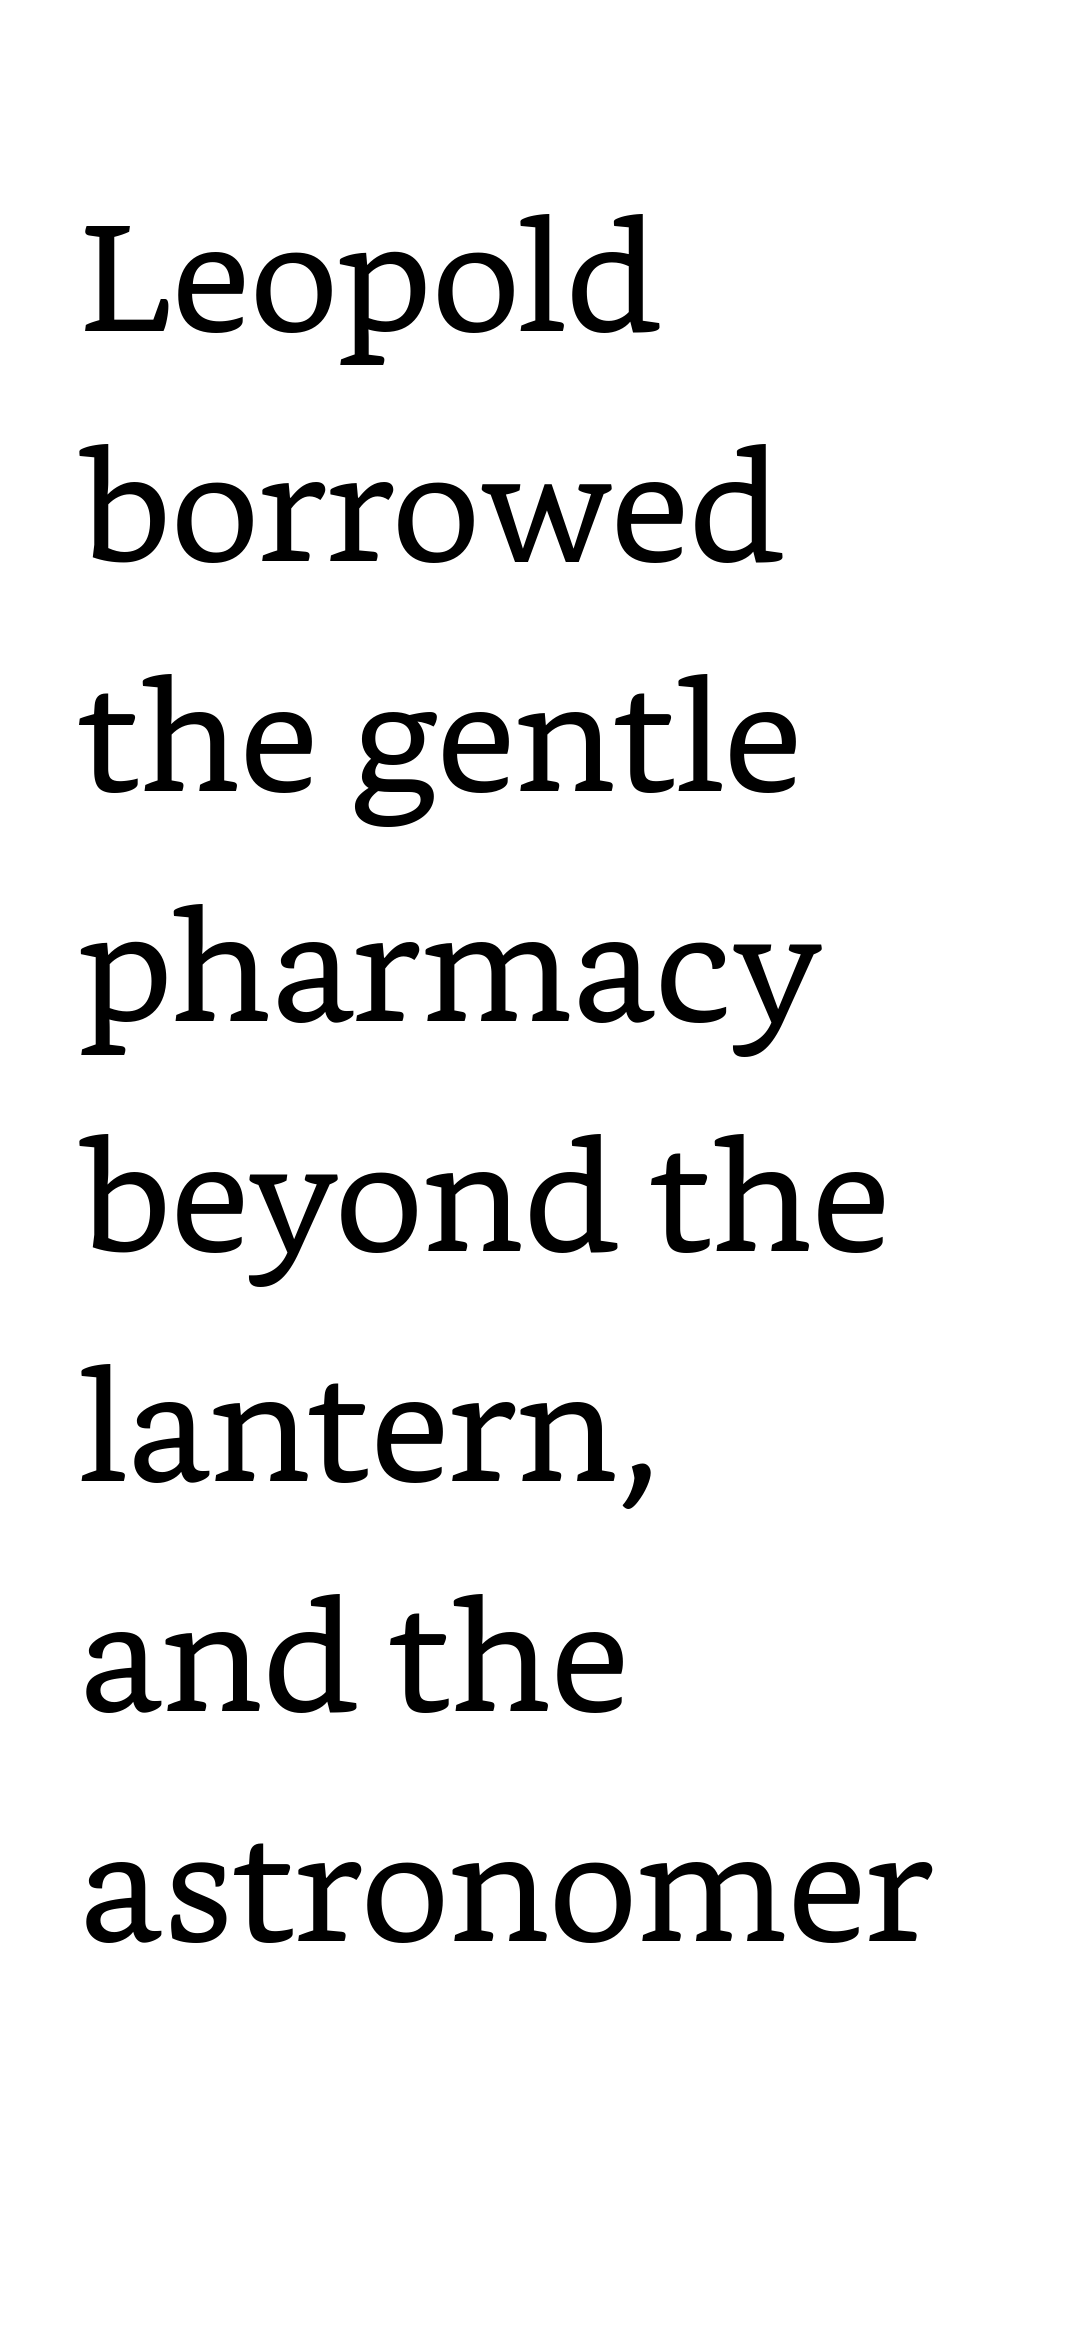 Leopold
borrowed
the gentle
pharmacy
beyond the
lantern,
and the
astronomer